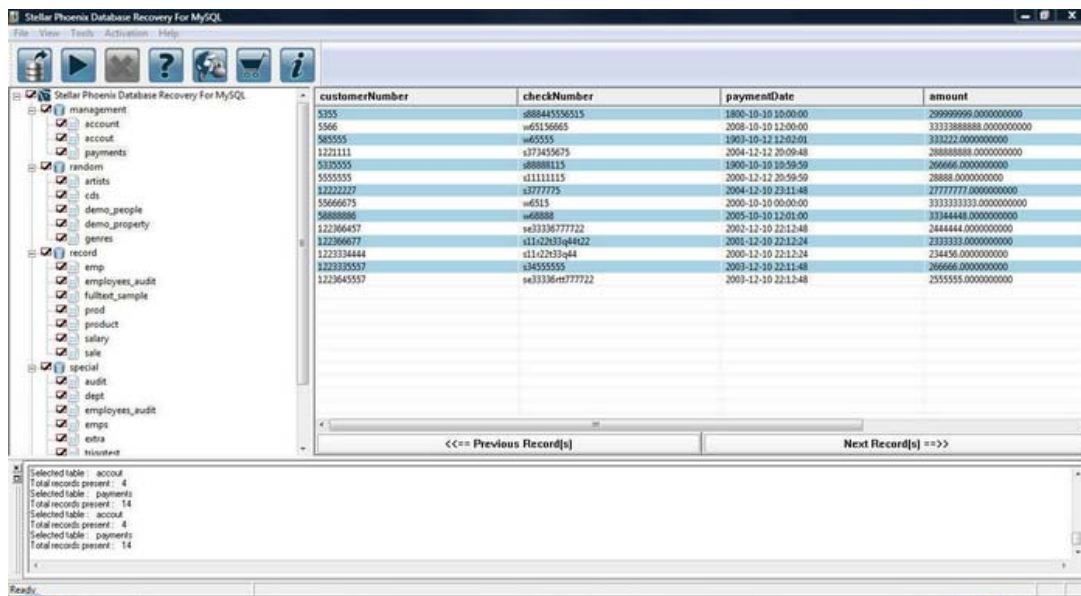 Stellar Phoenix Database Recovery For MySQL
File View Tools Activation Help
Stellar Phoenix Database Recovery For MySQL
management
account
accout
payments
random
artists
cds
demo_people
demo_property
genres
record
emp
employees_audit
fulltext_sample
prod
product
salary
sale
special
audit
dept
employees_audit
emps
extra
customerNumber checkNumber paymentDate amount
5355 s888445556515 1800-10-10 10:00:00 299999999.0000000000
5566 w65156665 2008-10-10 12:00:00 33333888888.0000000000
585555 w65555 1903-10-12 12:02:01 333222.0000000000
1221111 s373455675 2004-12-12 20:09:48 288888888.0000000000
5335555 s88888115 1900-10-10 10:59:59 266666.0000000000
5555555 s11111115 2000-12-12 20:59:59 28888.0000000000
12222227 s3777775 2004-12-10 23:11:48 27777777.0000000000
55666675 w6515 2000-10-10 00:00:00 3333333333.0000000000
58888886 w68888 2005-10-10 12:01:00 33344448.0000000000
122366457 se33336777722 2002-12-10 22:12:48 2444444.0000000000
122366677 s11r22t33q44t22 2001-12-10 22:12:24 2333333.0000000000
1223334444 s11r22t33q44 2000-12-10 22:12:24 234456.0000000000
1223335557 s34555555 2003-12-10 22:11:48 266666.0000000000
1223645557 se33336rtt777722 2003-12-10 22:12:48 2555555.0000000000
<<== Previous Record(s) Next Record(s) ==>>
Selected table : accout
Total records present : 4
Selected table : payments
Total records present : 14
Selected table : accout
Total records present : 4
Selected table : payments
Total records present : 14
Ready